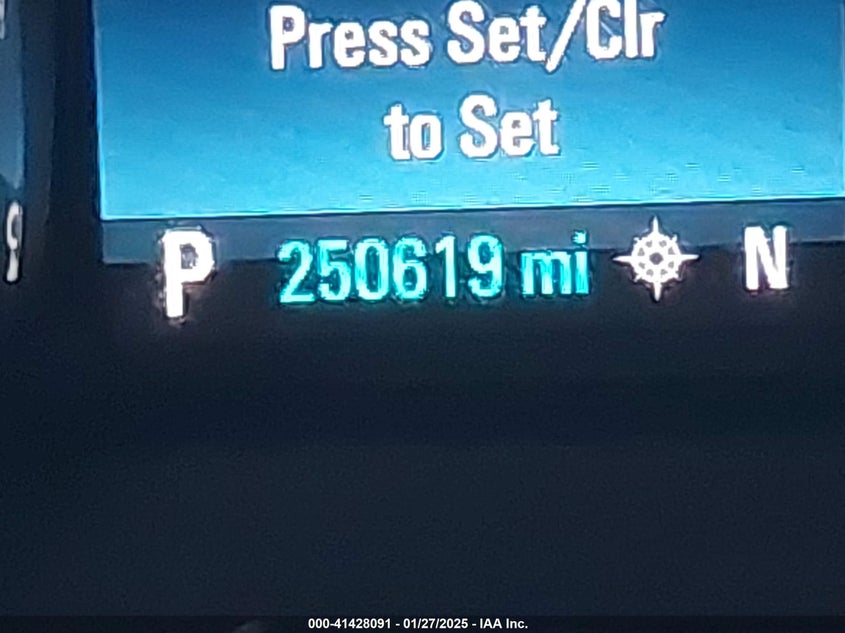 Press Set/Clr
to Set
P 250619 mi N
000-41428091 - 01/27/2025 - IAA Inc.